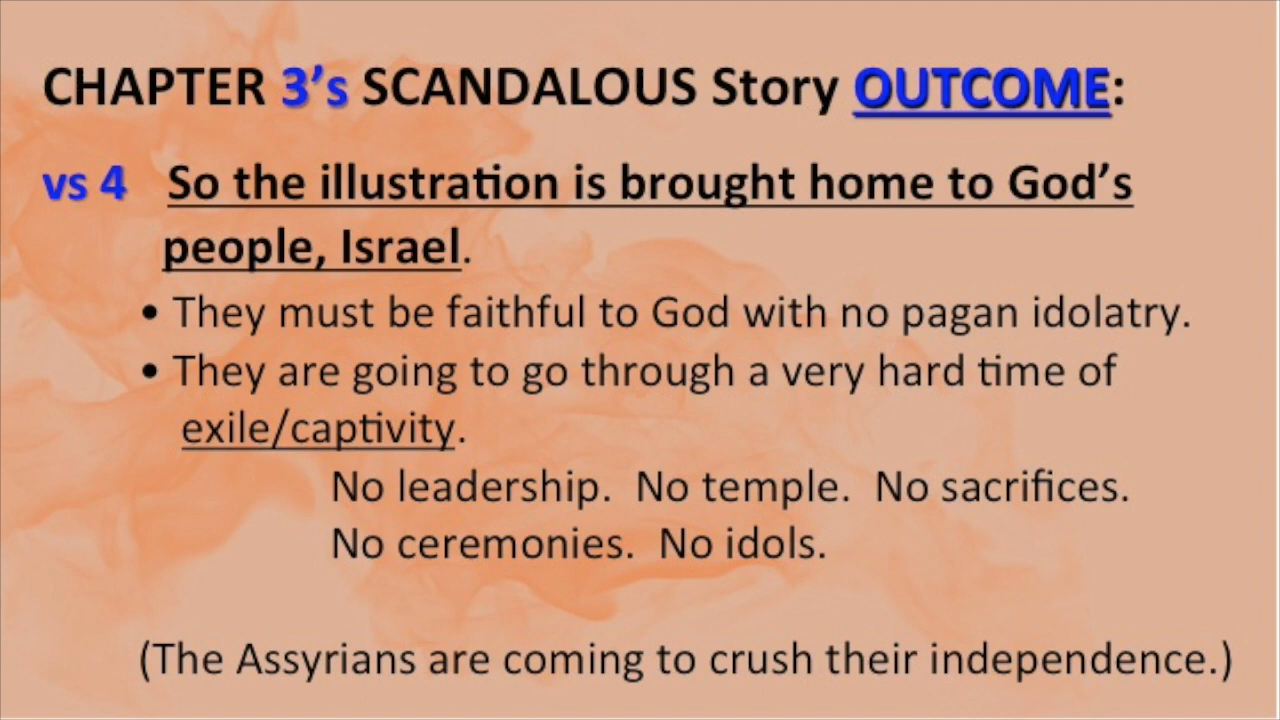 CHAPTER 3’s SCANDALOUS Story OUTCOME:
vs 4 So the illustration is brought home to God’s
people, Israel.
• They must be faithful to God with no pagan idolatry.
• They are going to go through a very hard time of
exile/captivity.
No leadership. No temple. No sacrifices.
No ceremonies. No idols.
(The Assyrians are coming to crush their independence.)